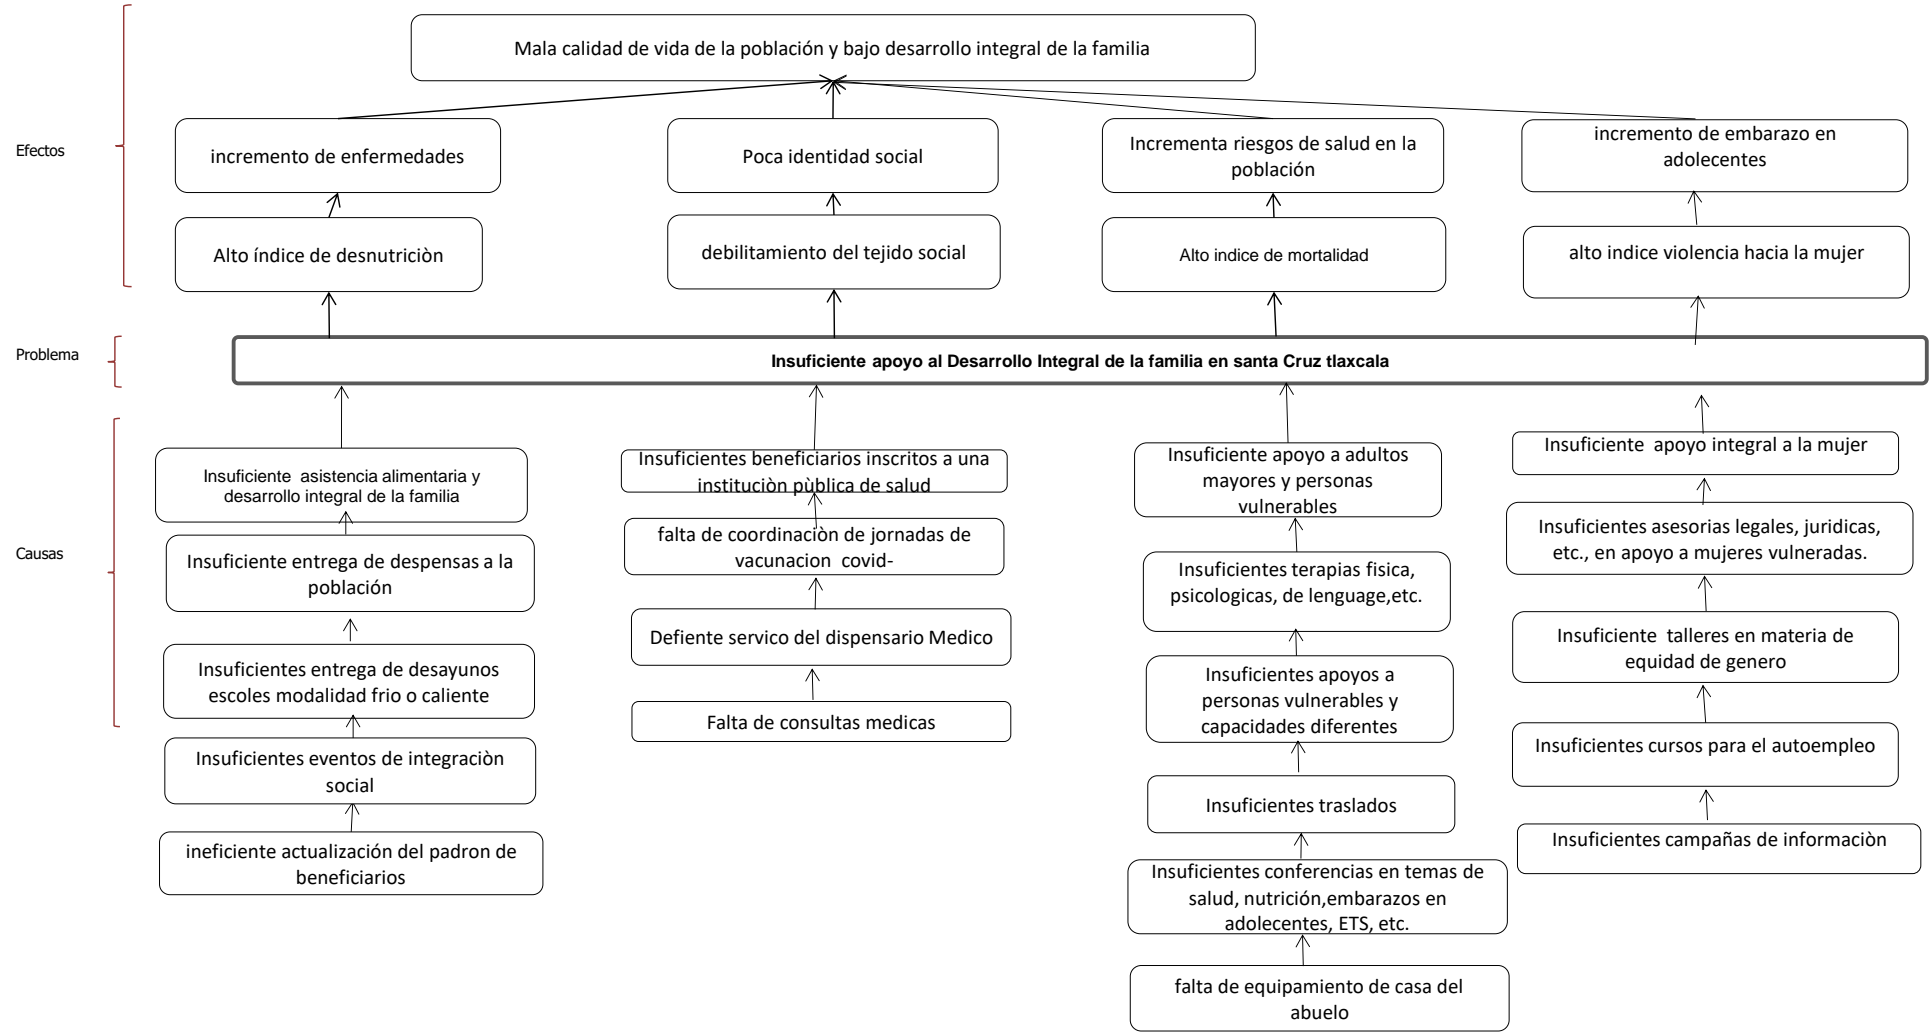 Mala calidad de vida de la población y bajo desarrollo integral de la familia
Efectos
incremento de enfermedades
Poca identidad social
Incrementa riesgos de salud en la
población
incremento de embarazo en
adolecentes
Alto índice de desnutriciòn
debilitamiento del tejido social
Alto indice de mortalidad
alto indice violencia hacia la mujer
Problema
Insuficiente apoyo al Desarrollo Integral de la familia en santa Cruz tlaxcala
Causas
Insuficiente asistencia alimentaria y
desarrollo integral de la familia
Insuficiente entrega de despensas a la
población
Insuficientes entrega de desayunos
escoles modalidad frio o caliente
Insuficientes eventos de integraciòn
social
ineficiente actualización del padron de
beneficiarios
Insuficientes beneficiarios inscritos a una
instituciòn pùblica de salud
falta de coordinaciòn de jornadas de
vacunacion covid-
Defiente servico del dispensario Medico
Falta de consultas medicas
Insuficiente apoyo a adultos
mayores y personas
vulnerables
Insuficientes terapias fisica,
psicologicas, de lenguage,etc.
Insuficientes apoyos a
personas vulnerables y
capacidades diferentes
Insuficientes traslados
Insuficientes conferencias en temas de
salud, nutrición,embarazos en
adolecentes, ETS, etc.
falta de equipamiento de casa del
abuelo
Insuficiente apoyo integral a la mujer
Insuficientes asesorias legales, juridicas,
etc., en apoyo a mujeres vulneradas.
Insuficiente talleres en materia de
equidad de genero
Insuficientes cursos para el autoempleo
Insuficientes campañas de informaciòn